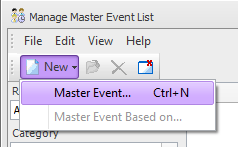 Manage Master Event List
File Edit View Help
New
Master Event... Ctrl+N
Master Event Based on...
Category